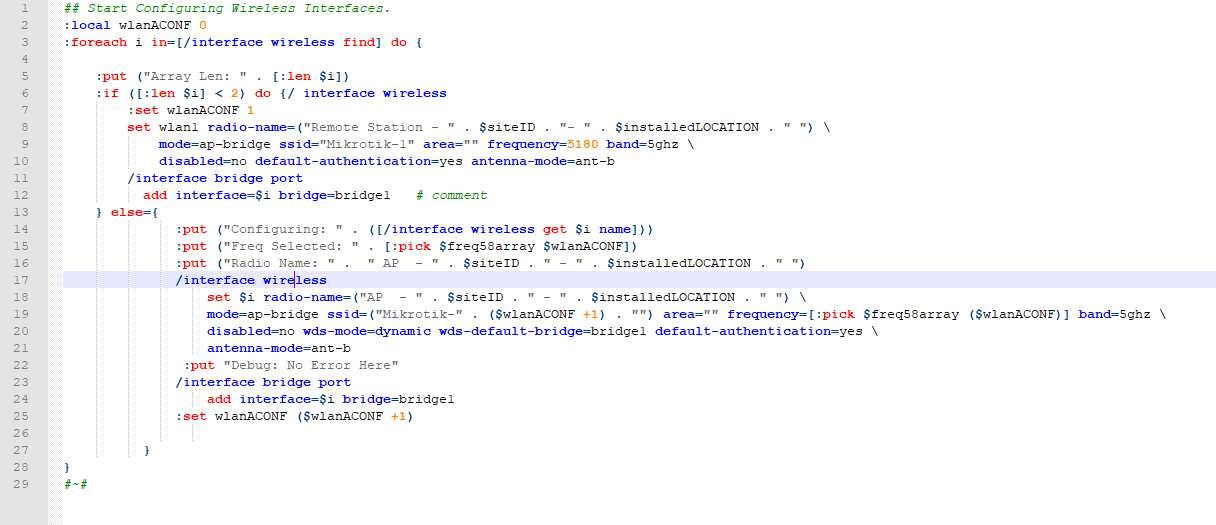 1 ## Start Configuring Wireless Interfaces.
2 :local wlanACONF 0
3 :foreach i in=[/interface wireless find] do {
4
5 :put ("Array Len: " . [:len $i])
6 :if ([:len $i] < 2) do {/ interface wireless
7 :set wlanACONF 1
8 set wlan1 radio-name=("Remote Station - " . $siteID . "- " . $installedLOCATION . " ") \
9 mode=ap-bridge ssid="Mikrotik-1" area="" frequency=5180 band=5ghz \
10 disabled=no default-authentication=yes antenna-mode=ant-b
11 /interface bridge port
12 add interface=$i bridge=bridge1 # comment
13 } else={
14 :put ("Configuring: " . ([/interface wireless get $i name]))
15 :put ("Freq Selected: " . [:pick $freq58array $wlanACONF])
16 :put ("Radio Name: " . " AP - " . $siteID . " - " . $installedLOCATION . " ")
17 /interface wireless
18 set $i radio-name=("AP - " . $siteID . " - " . $installedLOCATION . " ") \
19 mode=ap-bridge ssid=("Mikrotik-" . ($wlanACONF +1) . "") area="" frequency=[:pick $freq58array ($wlanACONF)] band=5ghz \
20 disabled=no wds-mode=dynamic wds-default-bridge=bridge1 default-authentication=yes \
21 antenna-mode=ant-b
22 :put "Debug: No Error Here"
23 /interface bridge port
24 add interface=$i bridge=bridge1
25 :set wlanACONF ($wlanACONF +1)
26
27 }
28 }
29 #~#